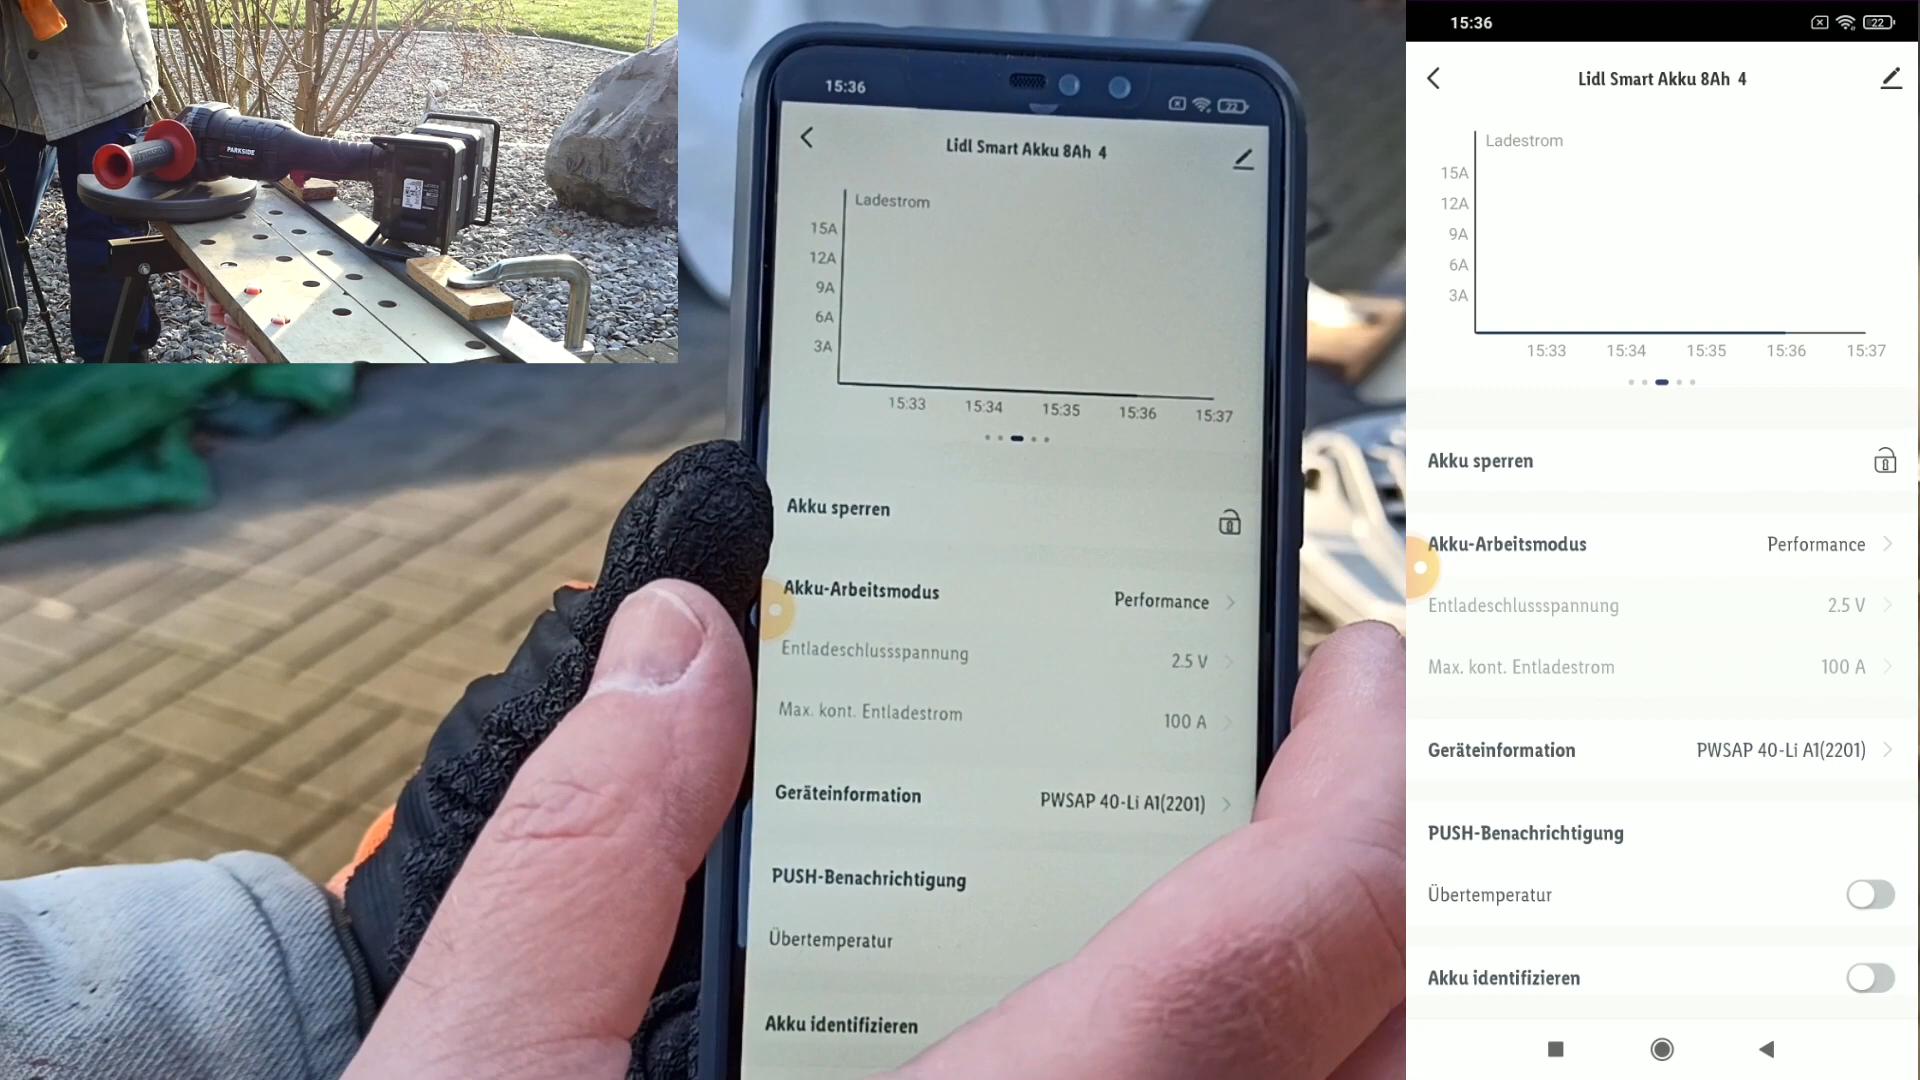 PARKSIDE
15:36
22
Lidl Smart Akku 8Ah 4
Ladestrom
15A
12A
9A
6A
3A
15:33
15:34
15:35
15:36
15:37
Akku sperren
Akku-Arbeitsmodus
Performance
Entladeschlussspannung
2.5 V
Max. kont. Entladestrom
100 A
Geräteinformation
PWSAP 40-Li A1(2201)
PUSH-Benachrichtigung
Übertemperatur
Akku identifizieren
15:36
22
Lidl Smart Akku 8Ah 4
Ladestrom
15A
12A
9A
6A
3A
15:33
15:34
15:35
15:36
15:37
Akku sperren
Akku-Arbeitsmodus
Performance
Entladeschlussspannung
2.5 V
Max. kont. Entladestrom
100 A
Geräteinformation
PWSAP 40-Li A1(2201)
PUSH-Benachrichtigung
Übertemperatur
Akku identifizieren